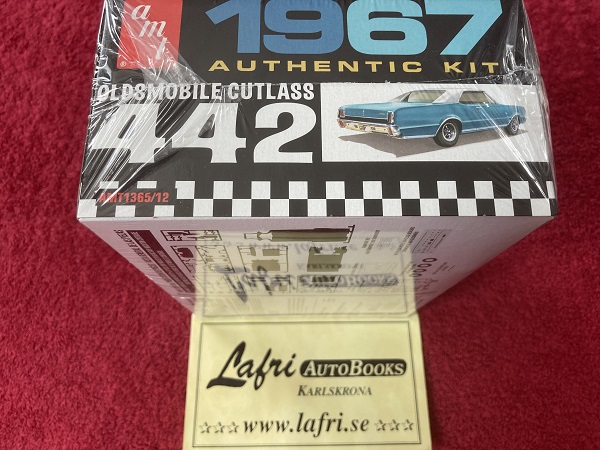 amt
®
1967
AUTHENTIC KIT
OLDSMOBILE CUTLASS
442
AMT1365/12
Lafri AUTOBOOKS
KARLSKRONA
☆☆☆ www.lafri.se ☆☆☆